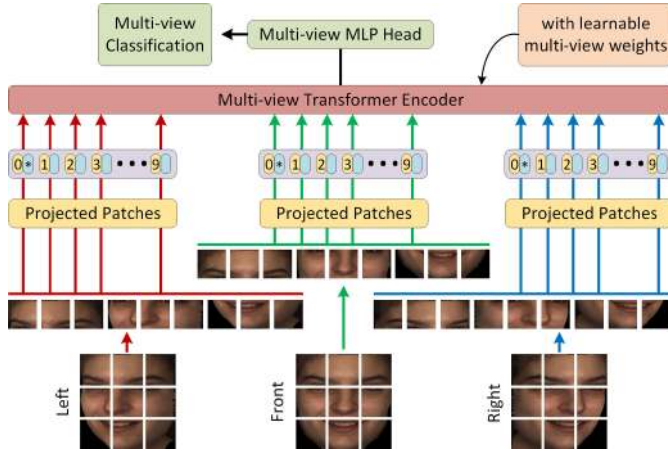 Multi-view
Classification
Multi-view MLP Head
with learnable
multi-view weights
Multi-view Transformer Encoder
0 * 1 2 3 • • • 9
0 * 1 2 3 • • • 9
0 * 1 2 3 • • • 9
Projected Patches
Projected Patches
Projected Patches
Left
Front
Right